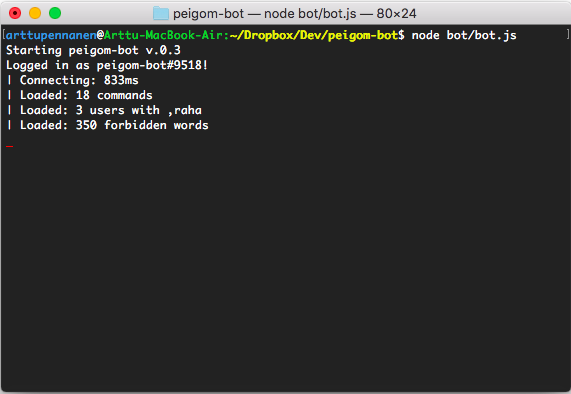 peigom-bot — node bot/bot.js — 80×24
[arttupennanen@Arttu-MacBook-Air:~/Dropbox/Dev/peigom-bot$ node bot/bot.js ]
Starting peigom-bot v.0.3
Logged in as peigom-bot#9518!
| Connecting: 833ms
| Loaded: 18 commands
| Loaded: 3 users with ,raha
| Loaded: 350 forbidden words